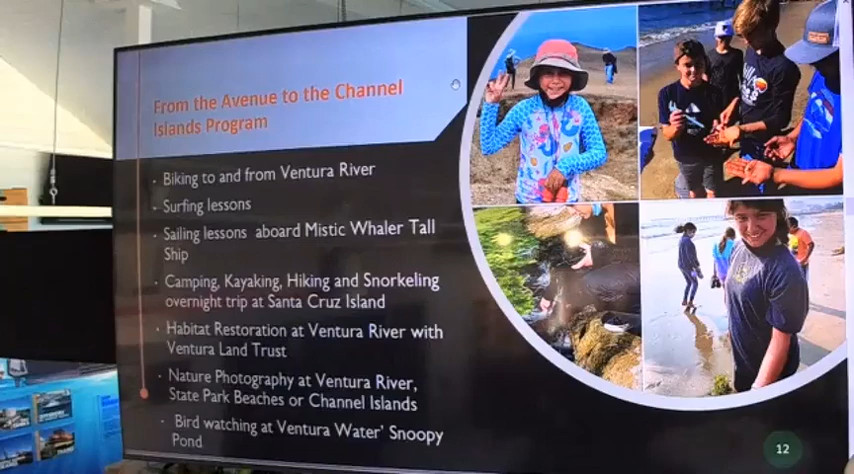 From the Avenue to the Channel
Islands Program
Biking to and from Ventura River
Surfing lessons
Sailing lessons aboard Mistic Whaler Tall
Ship
Camping, Kayaking, Hiking and Snorkeling
overnight trip at Santa Cruz Island
Habitat Restoration at Ventura River with
Ventura Land Trust
Nature Photography at Ventura River,
State Park Beaches or Channel Islands
Bird watching at Ventura Water' Snoopy
Pond
12